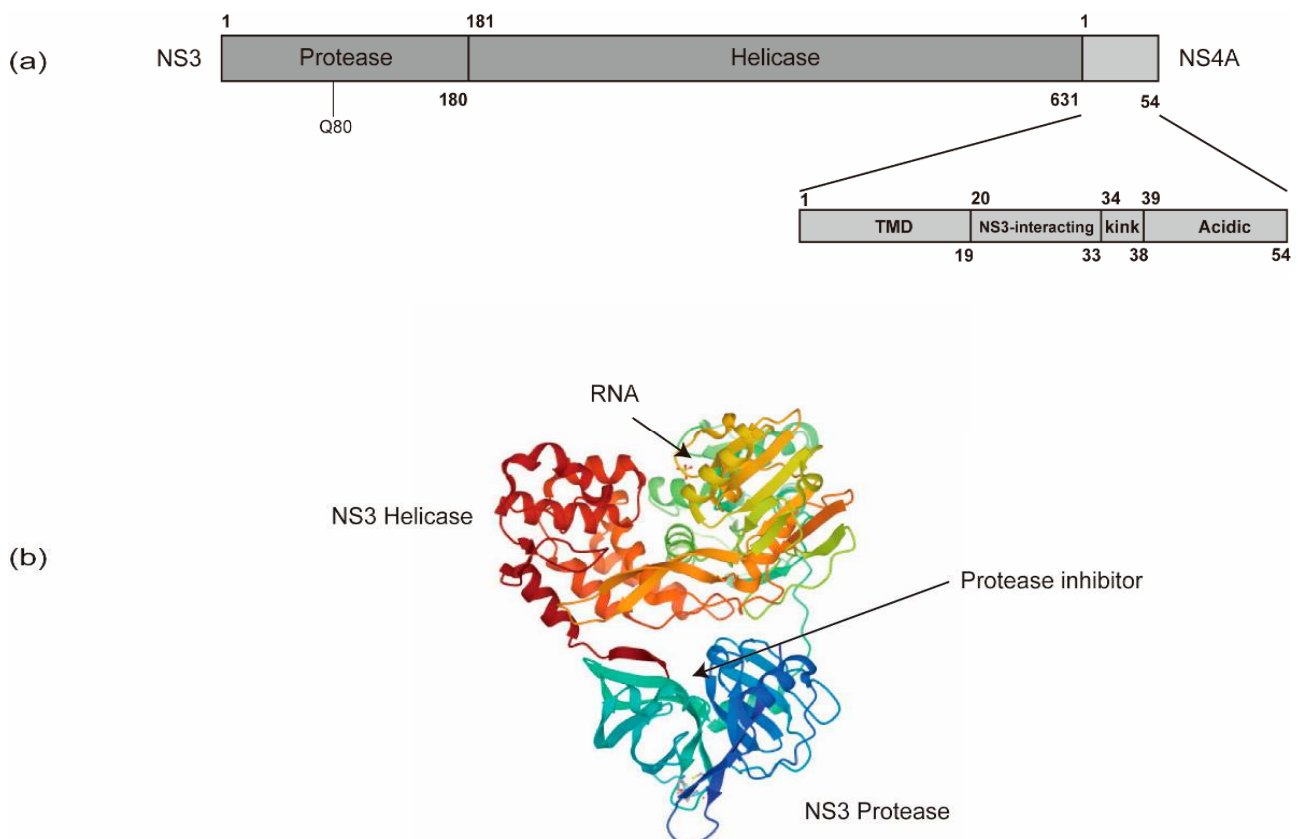 1 181 1
(a) NS3 Protease Helicase NS4A
180 631 54
Q80
1 20 34 39
TMD NS3-interacting kink Acidic
19 33 38 54
RNA
NS3 Helicase
(b)
Protease inhibitor
NS3 Protease